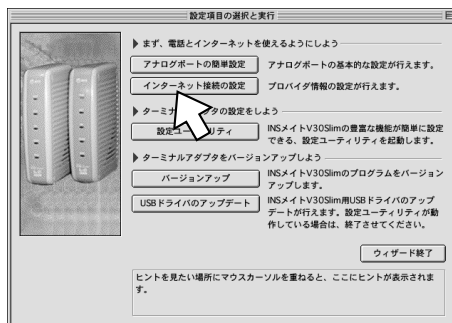 設定項目の選択と実行
まず、電話とインターネットを使えるようにしよう
アナログポートの簡単設定
アナログポートの基本的な設定が行えます。
インターネット接続の設定
プロバイダ情報の設定が行えます。
ターミナルアダプタの設定をしよう
設定ユーティリティ
INSメイトV30Slimの豊富な機能が簡単に設定
できる、設定ユーティリティを起動します。
ターミナルアダプタをバージョンアップしよう
バージョンアップ
INSメイトV30Slimのプログラムをバージョン
アップします。
USBドライバのアップデート
INSメイトV30Slim用USBドライバのアップ
デートが行えます。設定ユーティリティが動
作している場合は、終了させてください。
ウィザード終了
ヒントを見たい場所にマウスカーソルを重ねると、ここにヒントが表示されま
す。